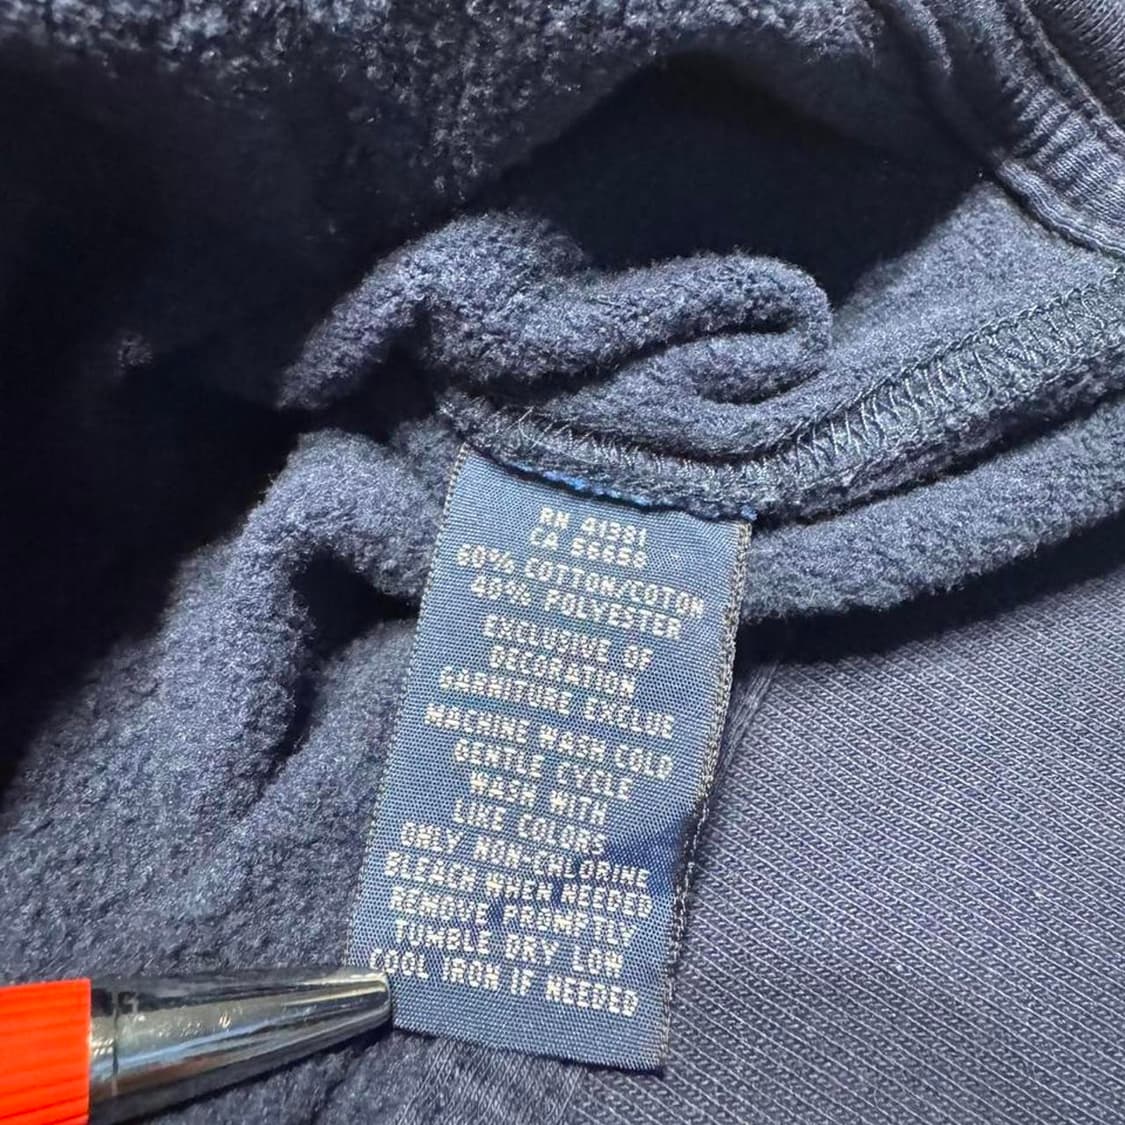 RN 41381
CA 56650
60% COTTON/COTON
40% POLYESTER
EXCLUSIVE OF
DECORATION
GARNITURE EXCLUE
MACHINE WASH COLD
GENTLE CYCLE
WASH WITH
LIKE COLORS
ONLY NON-CHLORINE
BLEACH WHEN NEEDED
REMOVE PROMPTLY
TUMBLE DRY LOW
COOL IRON IF NEEDED